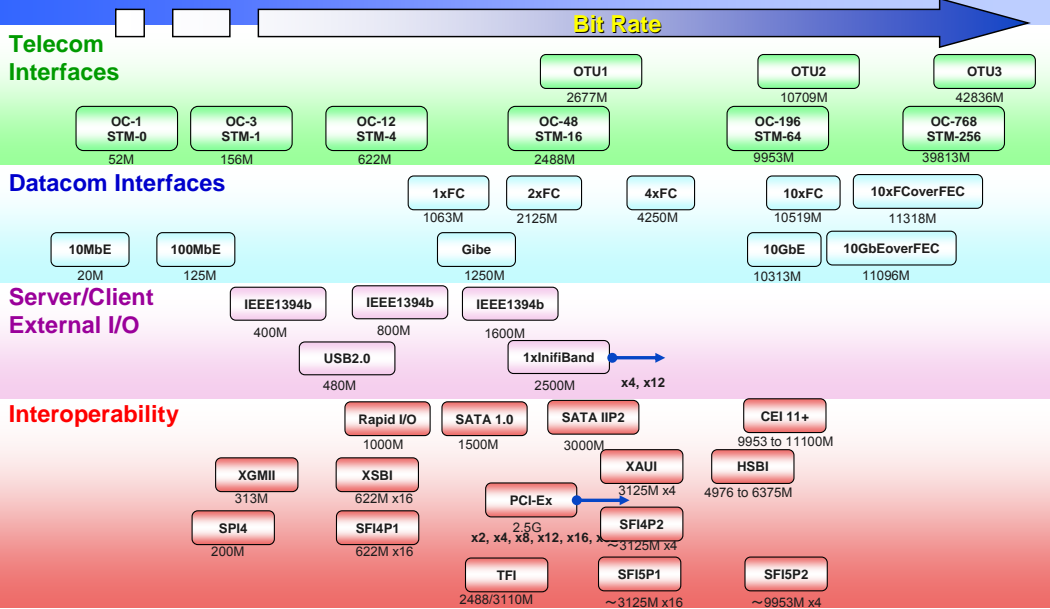 Bit Rate
Telecom
Interfaces
OTU1
2677M
OTU2
10709M
OTU3
42836M
OC-1
STM-0
52M
OC-3
STM-1
156M
OC-12
STM-4
622M
OC-48
STM-16
2488M
OC-196
STM-64
9953M
OC-768
STM-256
39813M
Datacom Interfaces
1xFC
1063M
2xFC
2125M
4xFC
4250M
10xFC
10519M
10xFCoverFEC
11318M
10MbE
20M
100MbE
125M
Gibe
1250M
10GbE
10313M
10GbEoverFEC
11096M
Server/Client
External I/O
IEEE1394b
400M
IEEE1394b
800M
IEEE1394b
1600M
USB2.0
480M
1xInifiBand
2500M
x4, x12
Interoperability
Rapid I/O
1000M
SATA 1.0
1500M
SATA IIP2
3000M
CEI 11+
9953 to 11100M
XGMII
313M
XSBI
622M x16
XAUI
3125M x4
HSBI
4976 to 6375M
PCI-Ex
2.5G
x2, x4, x8, x12, x16,
SPI4
200M
SFI4P1
622M x16
SFI4P2
~3125M x4
TFI
2488/3110M
SFI5P1
~3125M x16
SFI5P2
~9953M x4